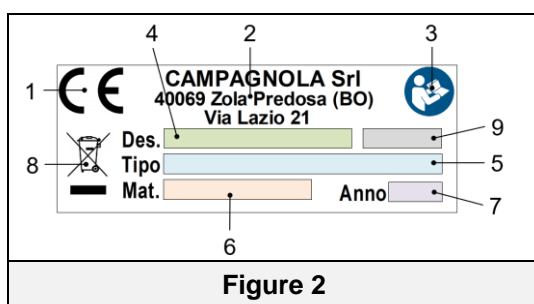 4
2
3
1
CE
CAMPAGNOLA Srl
40069 Zola Predosa (BO)
Via Lazio 21
Des.
9
8
Tipo
5
Mat.
Anno
7
6
Figure 2